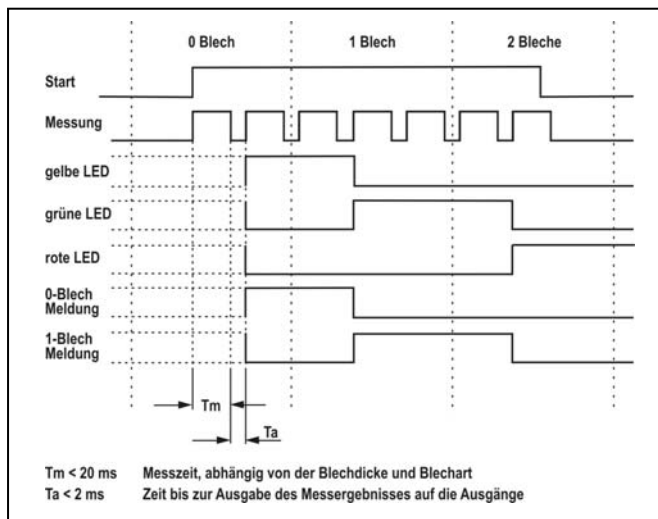 0 Blech 1 Blech 2 Bleche
Start
Messung
gelbe LED
grüne LED
rote LED
0-Blech
Meldung
1-Blech
Meldung
Tm
Ta
Tm < 20 ms Messzeit, abhängig von der Blechdicke und Blechart
Ta < 2 ms Zeit bis zur Ausgabe des Messergebnisses auf die Ausgänge